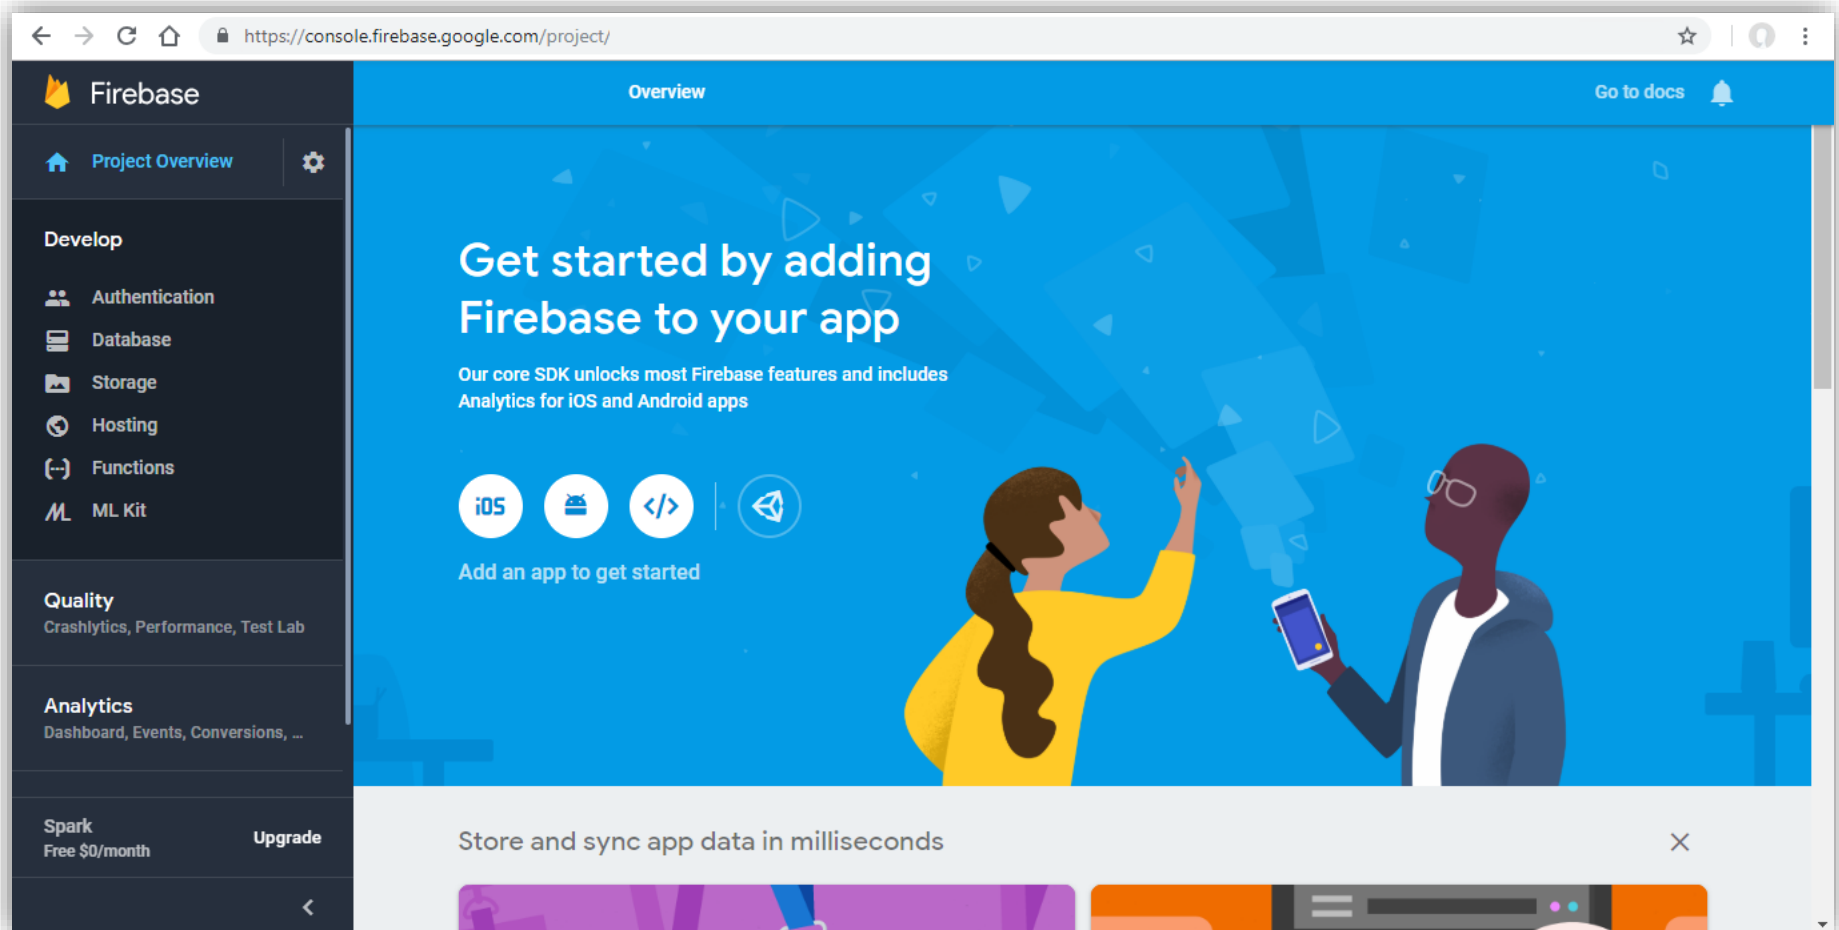 https://console.firebase.google.com/project/
Firebase
Overview
Go to docs
Project Overview
Develop
Authentication
Database
Storage
Hosting
Functions
ML Kit
Quality
Crashlytics, Performance, Test Lab
Analytics
Dashboard, Events, Conversions, ...
Spark
Free $0/month
Upgrade
Get started by adding
Firebase to your app
Our core SDK unlocks most Firebase features and includes
Analytics for iOS and Android apps
iOS
</>
Add an app to get started
Store and sync app data in milliseconds